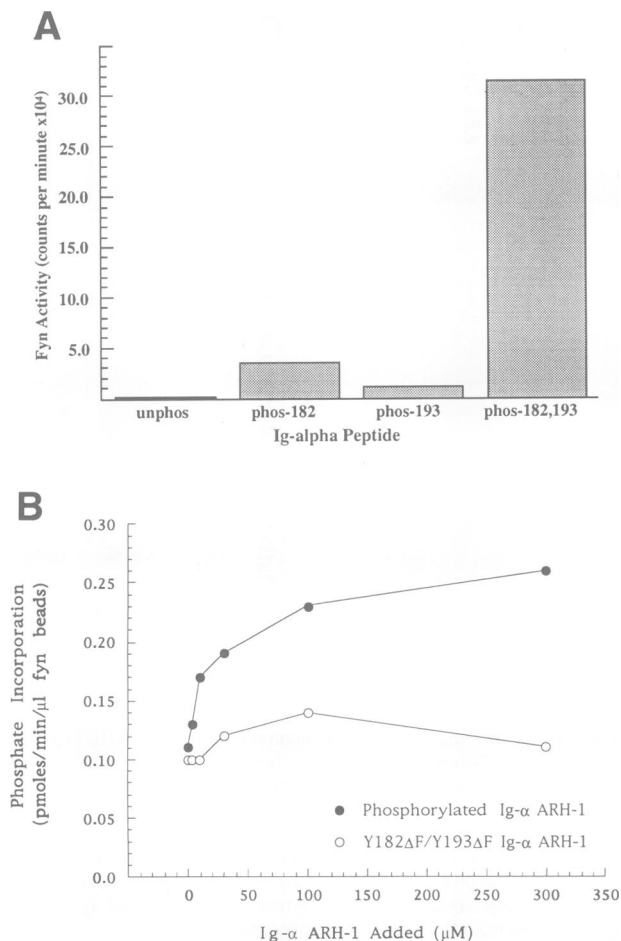 A
Fyn Activity (counts per minute x10⁴)
30.0
25.0
20.0
15.0
10.0
5.0
unphos phos-182 phos-193 phos-182,193
Ig-alpha Peptide
B
Phosphate Incorporation
(pmoles/min/µl fyn beads)
0.30
0.25
0.20
0.15
0.10
0.05
0.0
Phosphorylated Ig-α ARH-1
Y182ΔF/Y193ΔF Ig-α ARH-1
0 50 100 150 200 250 300 350
Ig-α ARH-1 Added (µM)